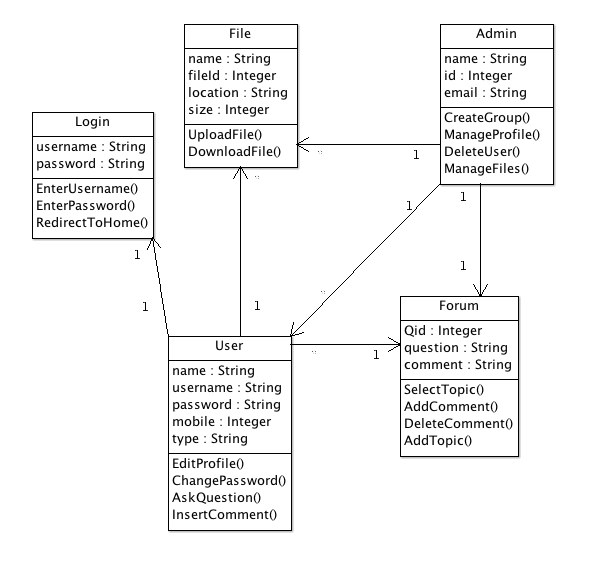 File
name : String
fileId : Integer
location : String
size : Integer
UploadFile()
DownloadFile()
Admin
name : String
id : Integer
email : String
CreateGroup()
ManageProfile()
DeleteUser()
ManageFiles()
Login
username : String
password : String
EnterUsername()
EnterPassword()
RedirectToHome()
* 1
*
1 1
1
1
1
*
1
1
User
name : String
username : String
password : String
mobile : Integer
type : String
EditProfile()
ChangePassword()
AskQuestion()
InsertComment()
* 1
Forum
Qid : Integer
question : String
comment : String
SelectTopic()
AddComment()
DeleteComment()
AddTopic()